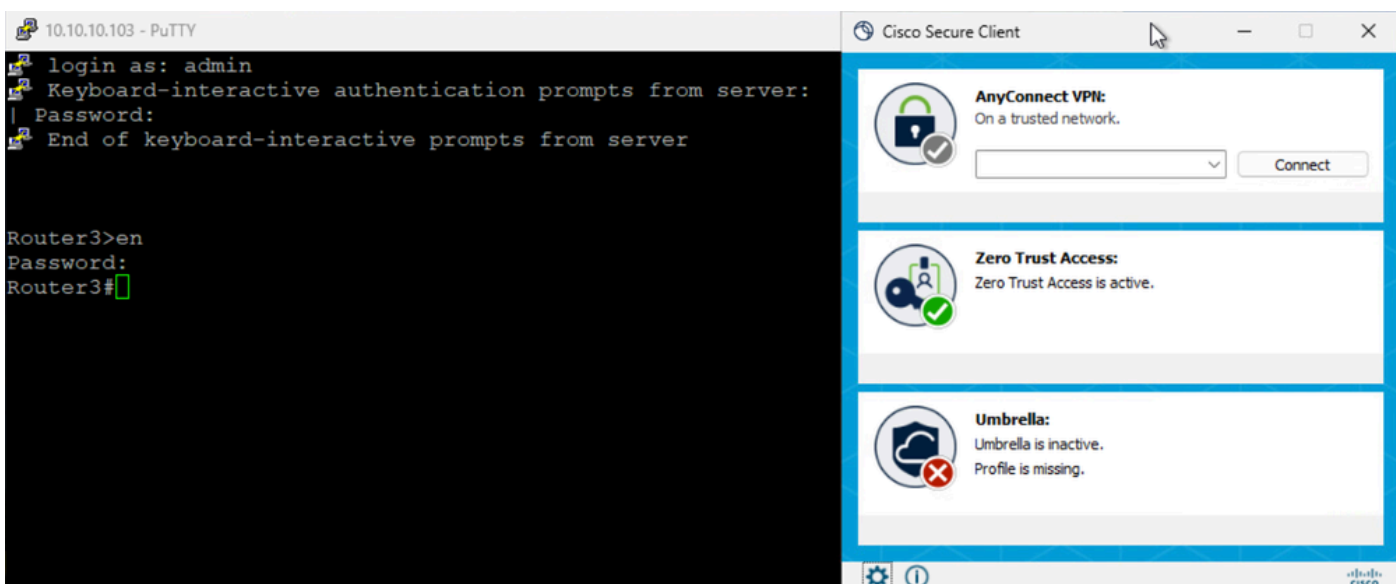 10.10.10.103 - PuTTY
login as: admin
Keyboard-interactive authentication prompts from server:
| Password:
End of keyboard-interactive prompts from server
Router3>en
Password:
Router3#
Cisco Secure Client
AnyConnect VPN:
On a trusted network.
Connect
Zero Trust Access:
Zero Trust Access is active.
Umbrella:
Umbrella is inactive.
Profile is missing.